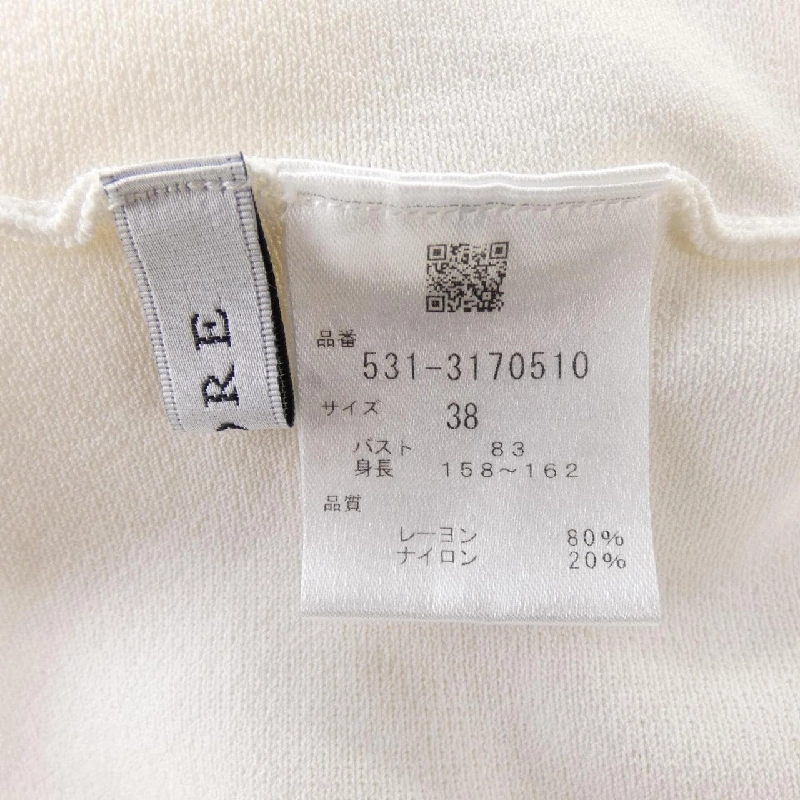 ORE
品番
531-3170510
サイズ 38
バスト 83
身長 158～162
品質
レーヨン 80%
ナイロン 20%